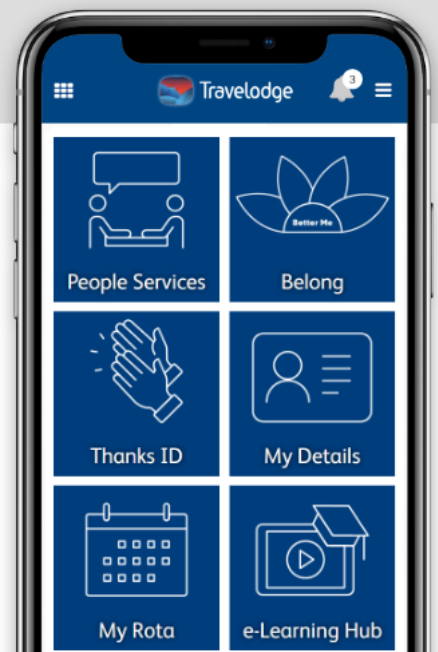 Travelodge
3
People Services
Better Me
Belong
Thanks ID
My Details
My Rota
e-Learning Hub